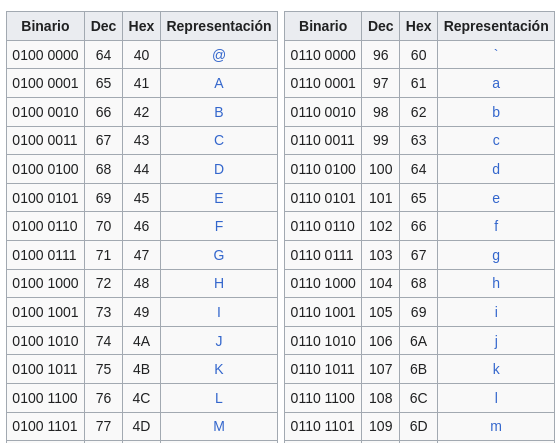 Binario Dec Hex Representación Binario Dec Hex Representación
0100 0000 64 40 @ 0110 0000 96 60 `
0100 0001 65 41 A 0110 0001 97 61 a
0100 0010 66 42 B 0110 0010 98 62 b
0100 0011 67 43 C 0110 0011 99 63 c
0100 0100 68 44 D 0110 0100 100 64 d
0100 0101 69 45 E 0110 0101 101 65 e
0100 0110 70 46 F 0110 0110 102 66 f
0100 0111 71 47 G 0110 0111 103 67 g
0100 1000 72 48 H 0110 1000 104 68 h
0100 1001 73 49 I 0110 1001 105 69 i
0100 1010 74 4A J 0110 1010 106 6A j
0100 1011 75 4B K 0110 1011 107 6B k
0100 1100 76 4C L 0110 1100 108 6C l
0100 1101 77 4D M 0110 1101 109 6D m